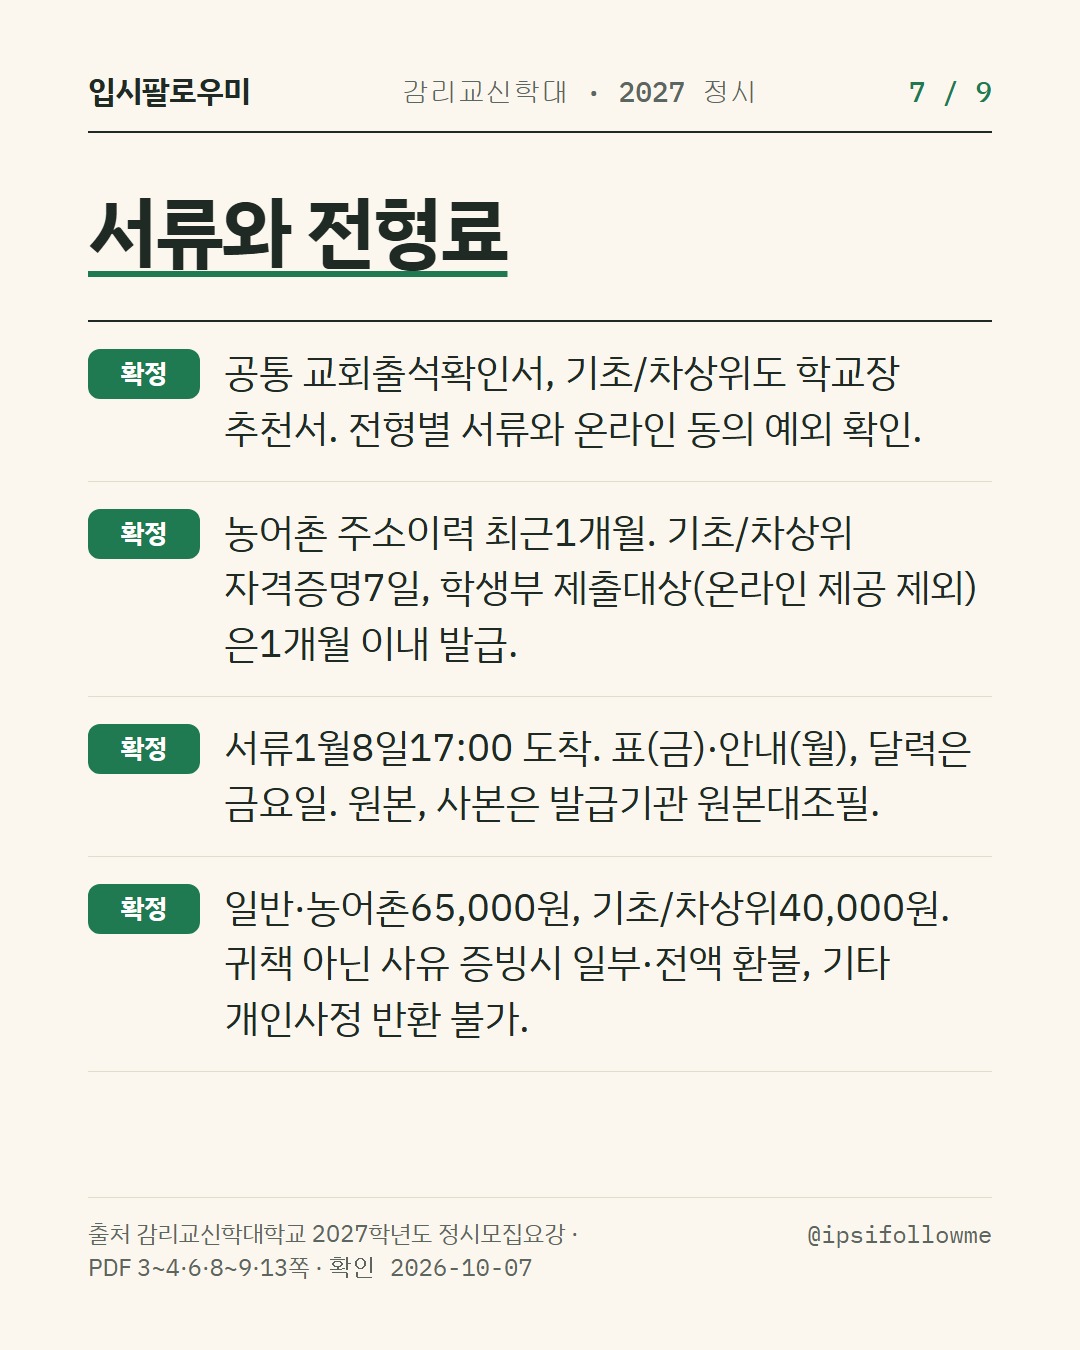 입시팔로우미
감리교신학대 · 2027 정시
7 / 9
서류와 전형료
확정
공통 교회출석확인서, 기초/차상위도 학교장
추천서. 전형별 서류와 온라인 동의 예외 확인.
확정
농어촌 주소이력 최근1개월. 기초/차상위
자격증명7일, 학생부 제출대상(온라인 제공 제외)
은1개월 이내 발급.
확정
서류1월8일17:00 도착. 표(금)·안내(월), 달력은
금요일. 원본, 사본은 발급기관 원본대조필.
확정
일반·농어촌65,000원, 기초/차상위40,000원.
귀책 아닌 사유 증빙시 일부·전액 환불, 기타
개인사정 반환 불가.
출처 감리교신학대학교 2027학년도 정시모집요강 ·
PDF 3~4·6·8~9·13쪽 · 확인 2026-10-07
@ipsifollowme